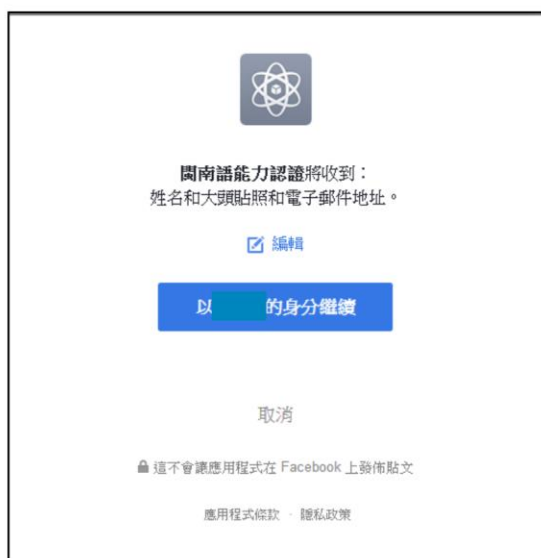 閩南語能力認證將收到：
姓名和大頭貼照和電子郵件地址。
編輯
以 的身分繼續
取消
這不會讓應用程式在 Facebook 上發佈貼文
應用程式條款 · 隱私政策